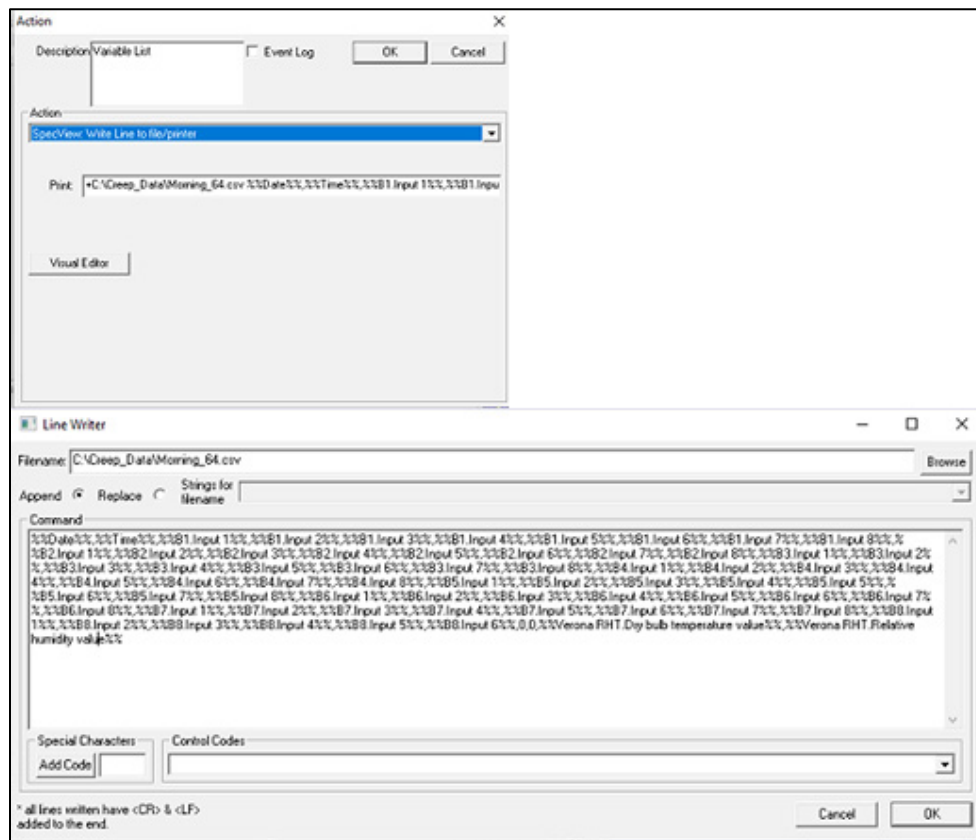 Action
Description Variable List
Event Log
OK
Cancel
Action
SpecView: Write Line to file/printer
Print: +C:\Creep_Data\Morning_64.csv %%Date%%,%%Time%%,%%B1.Input 1%%,%%B1.Inpu
Visual Editor
Line Writer
Filename: C:\Creep_Data\Morning_64.csv
Browse
Append Replace Strings for filename
Command
%%Date%%,%%Time%%,%%B1.Input 1%%,%%B1.Input 2%%,%%B1.Input 3%%,%%B1.Input 4%%,%%B1.Input 5%%,%%B1.Input 6%%,%%B1.Input 7%%,%%B1.Input 8%%,%
%B2.Input 1%%,%%B2.Input 2%%,%%B2.Input 3%%,%%B2.Input 4%%,%%B2.Input 5%%,%%B2.Input 6%%,%%B2.Input 7%%,%%B2.Input 8%%,%%B3.Input 1%%,%%B3.Input 2%
%,%%B3.Input 3%%,%%B3.Input 4%%,%%B3.Input 5%%,%%B3.Input 6%%,%%B3.Input 7%%,%%B3.Input 8%%,%%B4.Input 1%%,%%B4.Input 2%%,%%B4.Input 3%%,%%B4.Input
4%%,%%B4.Input 5%%,%%B4.Input 6%%,%%B4.Input 7%%,%%B4.Input 8%%,%%B5.Input 1%%,%%B5.Input 2%%,%%B5.Input 3%%,%%B5.Input 4%%,%%B5.Input 5%%,%
%B5.Input 6%%,%%B5.Input 7%%,%%B5.Input 8%%,%%B6.Input 1%%,%%B6.Input 2%%,%%B6.Input 3%%,%%B6.Input 4%%,%%B6.Input 5%%,%%B6.Input 6%%,%%B6.Input 7%
%,%%B6.Input 8%%,%%B7.Input 1%%,%%B7.Input 2%%,%%B7.Input 3%%,%%B7.Input 4%%,%%B7.Input 5%%,%%B7.Input 6%%,%%B7.Input 7%%,%%B7.Input 8%%,%%B8.Input
1%%,%%B8.Input 2%%,%%B8.Input 3%%,%%B8.Input 4%%,%%B8.Input 5%%,%%B8.Input 6%%,0,0,%%Verona RHT.Dry bulb temperature value%%,%%Verona RHT.Relative
humidity value%%
Special Characters
Control Codes
Add Code
* all lines written have <CR> & <LF>
added to the end.
Cancel
OK